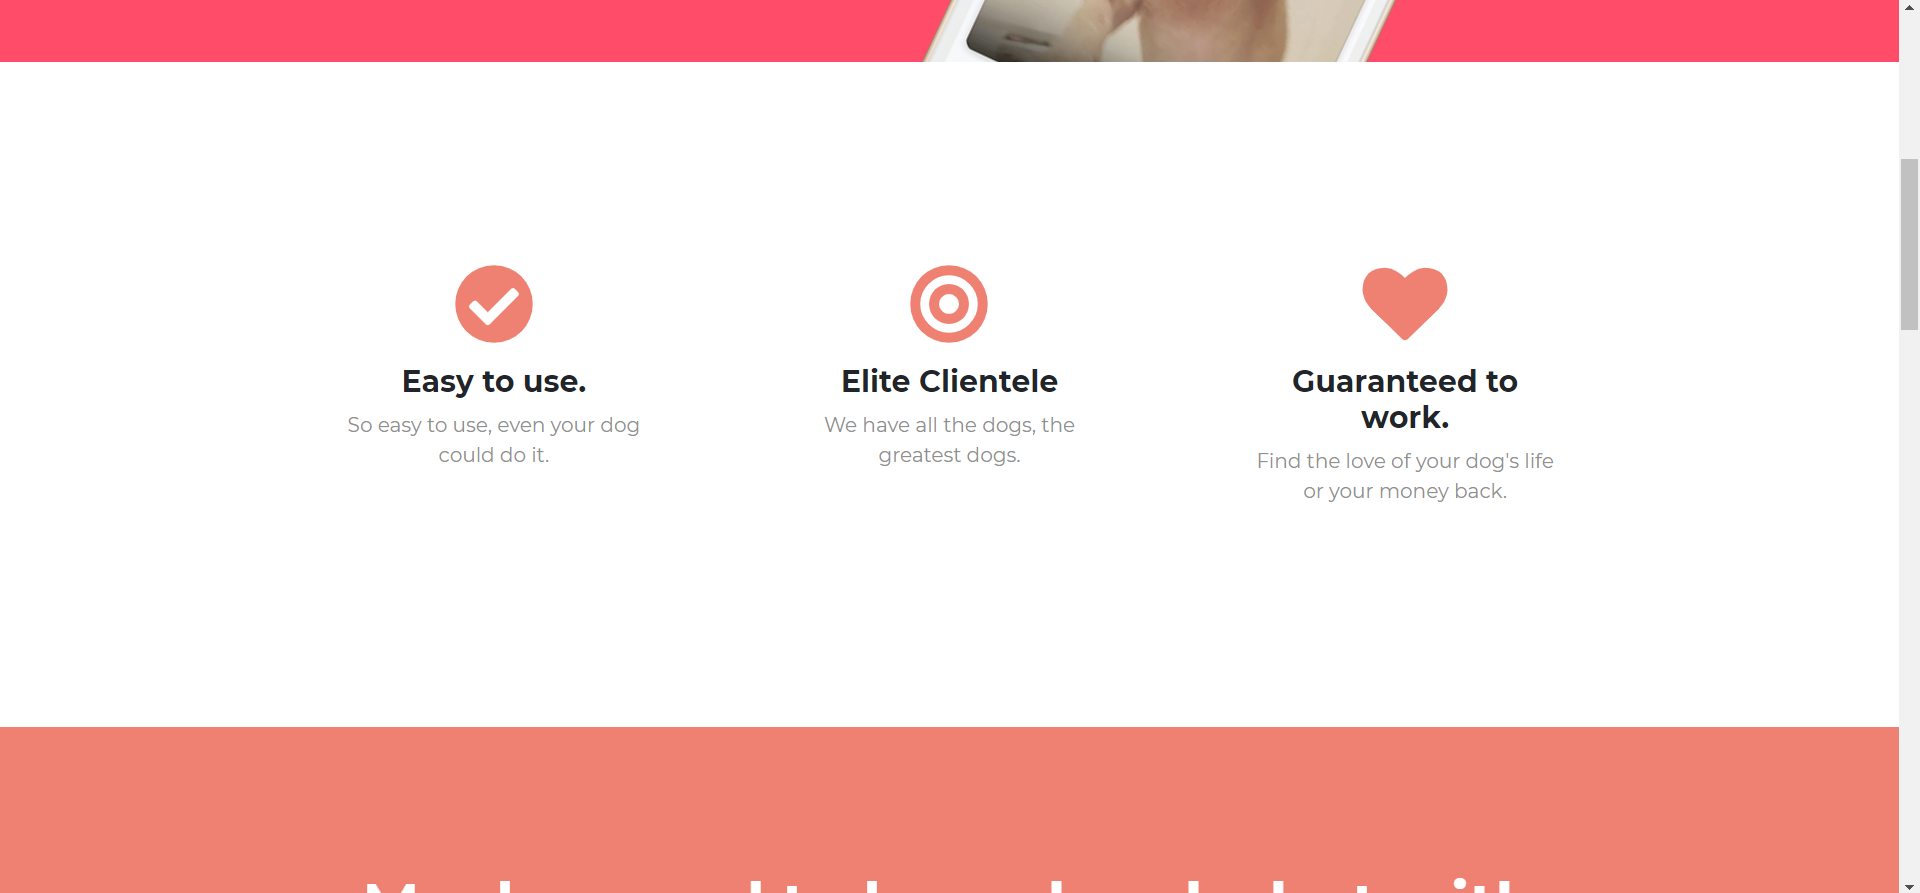 Easy to use.
So easy to use, even your dog
could do it.
Elite Clientele
We have all the dogs, the
greatest dogs.
Guaranteed to
work.
Find the love of your dog's life
or your money back.